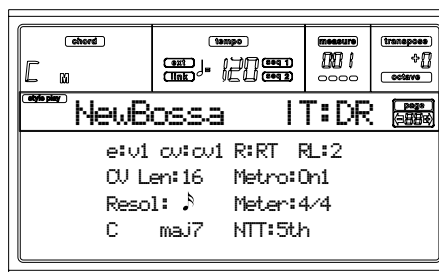 chord tempo measure transpose
C M ext link ♩= 120 seq 1 seq 2 001 +0 octave
style play NewBossa IT:DR page
e:v1 cv:cv1 R:RT RL:2
CV Len:16 Metro:On1
Resol: ♪ Meter:4/4
C maj7 NTT:5th